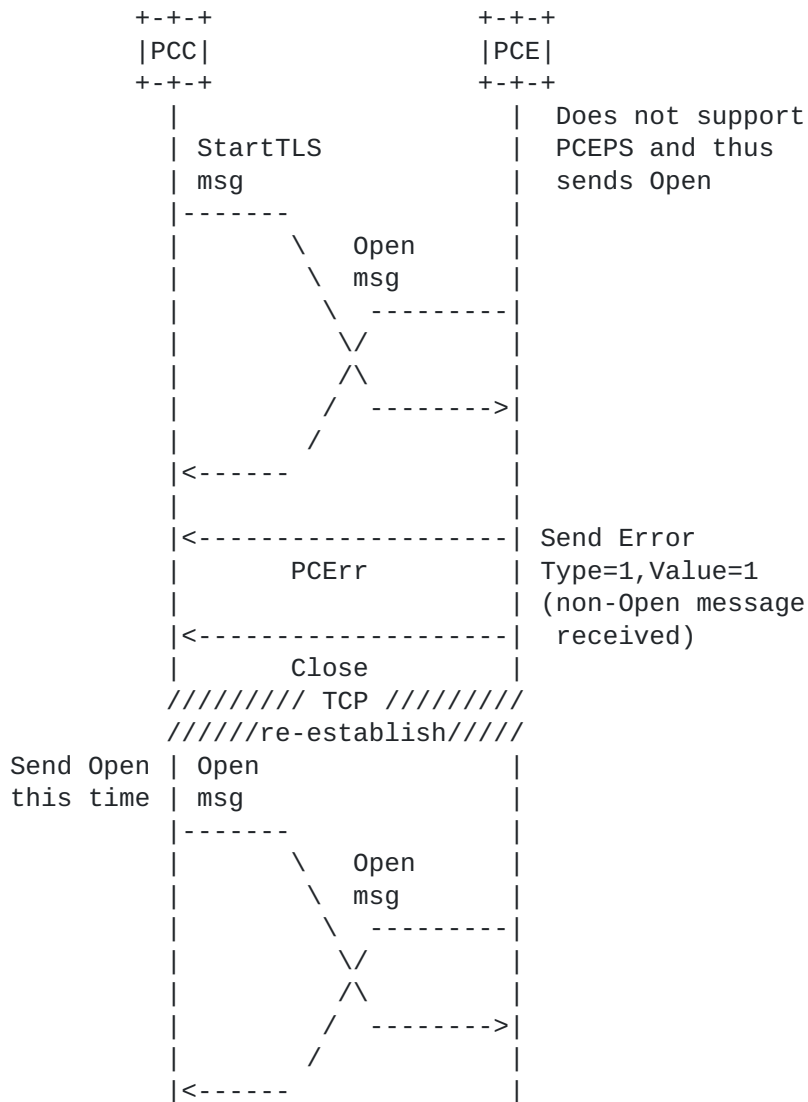 +-+-+                 +-+-+
|PCC|                 |PCE|
+-+-+                 +-+-+
  |                     |  Does not support
  | StartTLS            |  PCEPS and thus
  | msg                 |  sends Open
  |-------              |
  |       \   Open      |
  |        \  msg       |
  |         \  ---------|
  |          \/         |
  |          /\         |
  |         /  -------->|
  |        /            |
  |<------              |
  |                     |
  |<--------------------| Send Error
  |       PCErr         | Type=1,Value=1
  |                     | (non-Open message
  |<--------------------|  received)
  |       Close         |
  ///////// TCP /////////
  //////re-establish/////
Send Open | Open                |
this time | msg                 |
  |-------              |
  |       \   Open      |
  |        \  msg       |
  |         \  ---------|
  |          \/         |
  |          /\         |
  |         /  -------->|
  |        /            |
  |<------              |